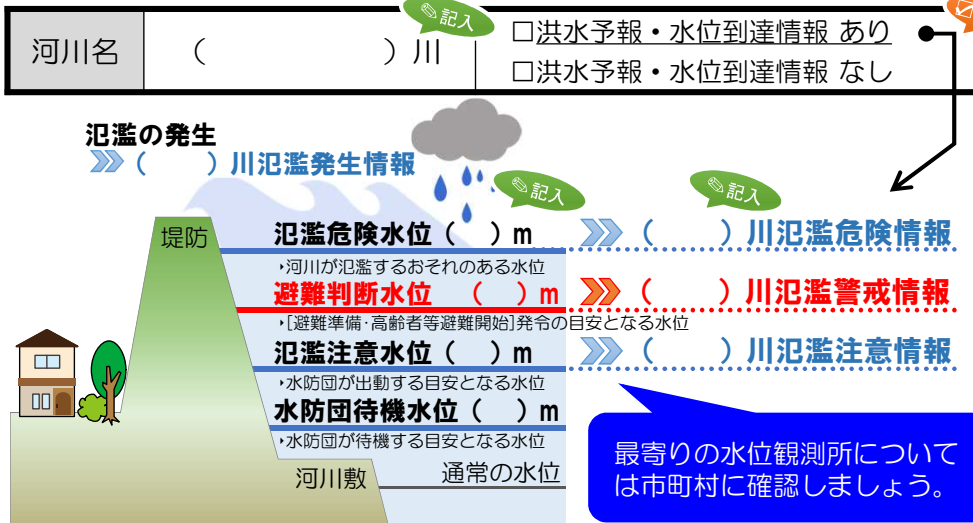 河川名 (　　　　　　)川 記入
□洪水予報・水位到達情報 あり
□洪水予報・水位到達情報 なし
氾濫の発生
(　　)川氾濫発生情報
記入
記入
堤防
氾濫危険水位(　)m (　　)川氾濫危険情報
・河川が氾濫するおそれのある水位
避難判断水位 (　)m (　　)川氾濫警戒情報
・[避難準備・高齢者等避難開始]発令の目安となる水位
氾濫注意水位(　)m (　　)川氾濫注意情報
・水防団が出動する目安となる水位
水防団待機水位(　)m
・水防団が待機する目安となる水位
河川敷
通常の水位
最寄りの水位観測所について
は市町村に確認しましょう。